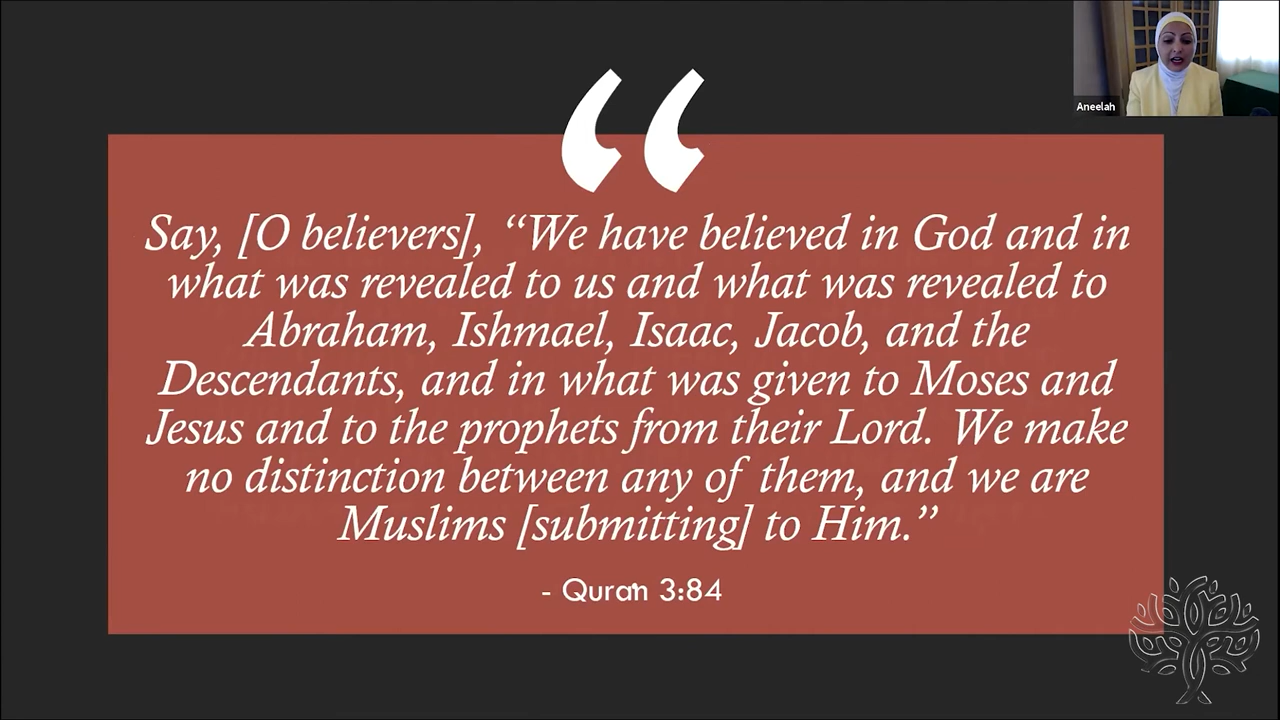 Aneelah
“
Say, [O believers], “We have believed in God and in
what was revealed to us and what was revealed to
Abraham, Ishmael, Isaac, Jacob, and the
Descendants, and in what was given to Moses and
Jesus and to the prophets from their Lord. We make
no distinction between any of them, and we are
Muslims [submitting] to Him.”
- Quran 3:84